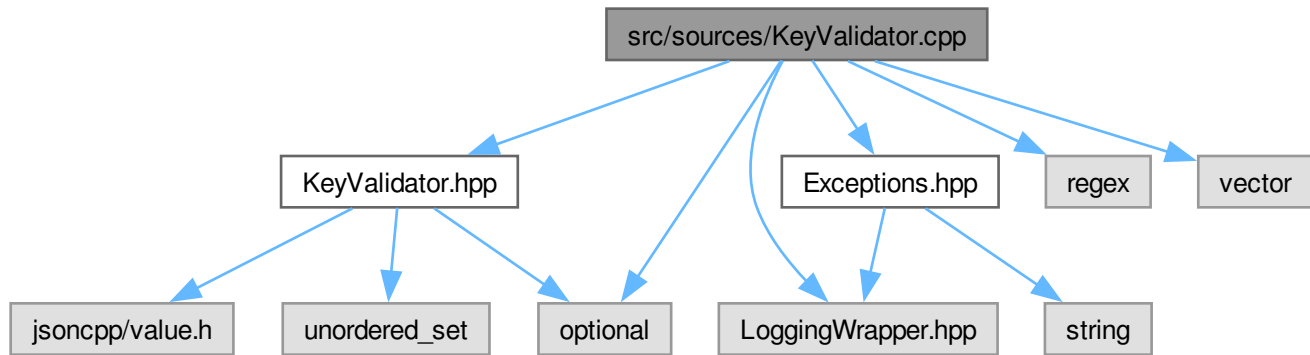 src/sources/KeyValidator.cpp
KeyValidator.hpp
Exceptions.hpp
regex
vector
jsoncpp/value.h
unordered_set
optional
LoggingWrapper.hpp
string